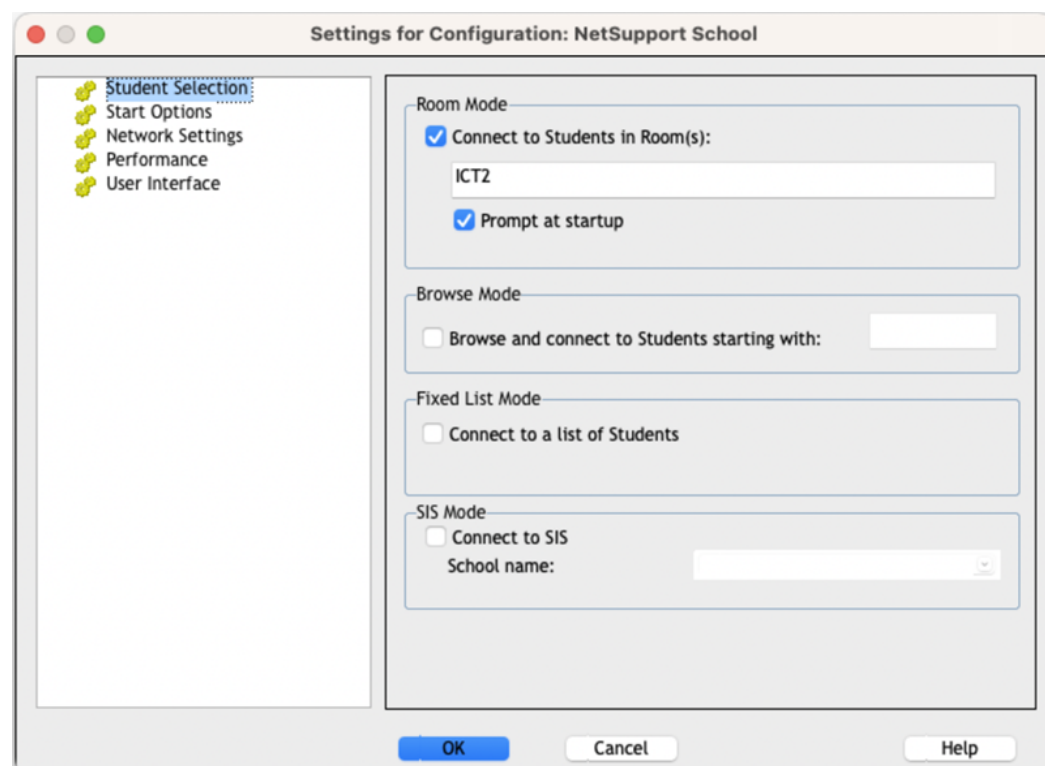 Settings for Configuration: NetSupport School
Student Selection
Start Options
Network Settings
Performance
User Interface
Room Mode
Connect to Students in Room(s):
ICT2
Prompt at startup
Browse Mode
Browse and connect to Students starting with:
Fixed List Mode
Connect to a list of Students
SIS Mode
Connect to SIS
School name:
OK Cancel Help